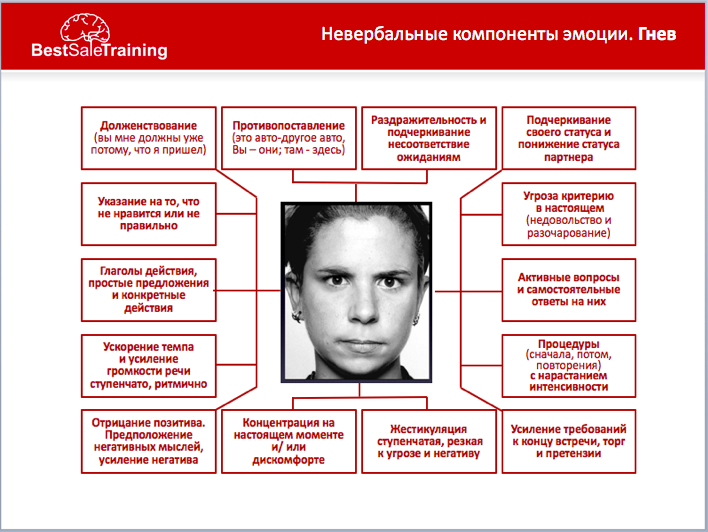 BestSaleTraining
Невербальные компоненты эмоции. Гнев
Долженствование
(вы мне должны уже
потому, что я пришел)
Противопоставление
(это авто-другое авто,
Вы – они; там - здесь)
Раздражительность и
подчеркивание
несоответствие
ожиданиям
Подчеркивание
своего статуса и
понижение статуса
партнера
Указание на то, что
не нравится или не
правильно
Угроза критерию
в настоящем
(недовольство и
разочарование)
Глаголы действия,
простые предложения
и конкретные
действия
Активные вопросы
и самостоятельные
ответы на них
Ускорение темпа
и усиление
громкости речи
ступенчато, ритмично
Процедуры
(сначала, потом,
повторения)
с нарастанием
интенсивности
Отрицание позитива.
Предположение
негативных мыслей,
усиление негатива
Концентрация на
настоящем моменте
и/ или
дискомфорте
Жестикуляция
ступенчатая, резкая
к угрозе и негативу
Усиление требований
к концу встречи, торг
и претензии